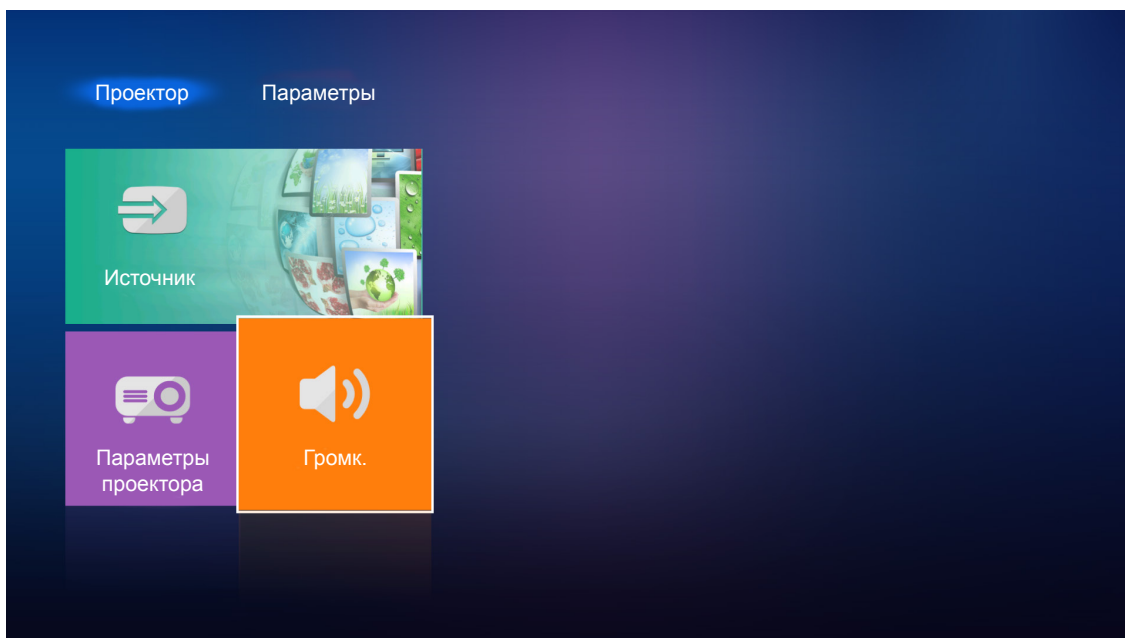 Проектор Параметры
Источник
Параметры
проектора
Громк.